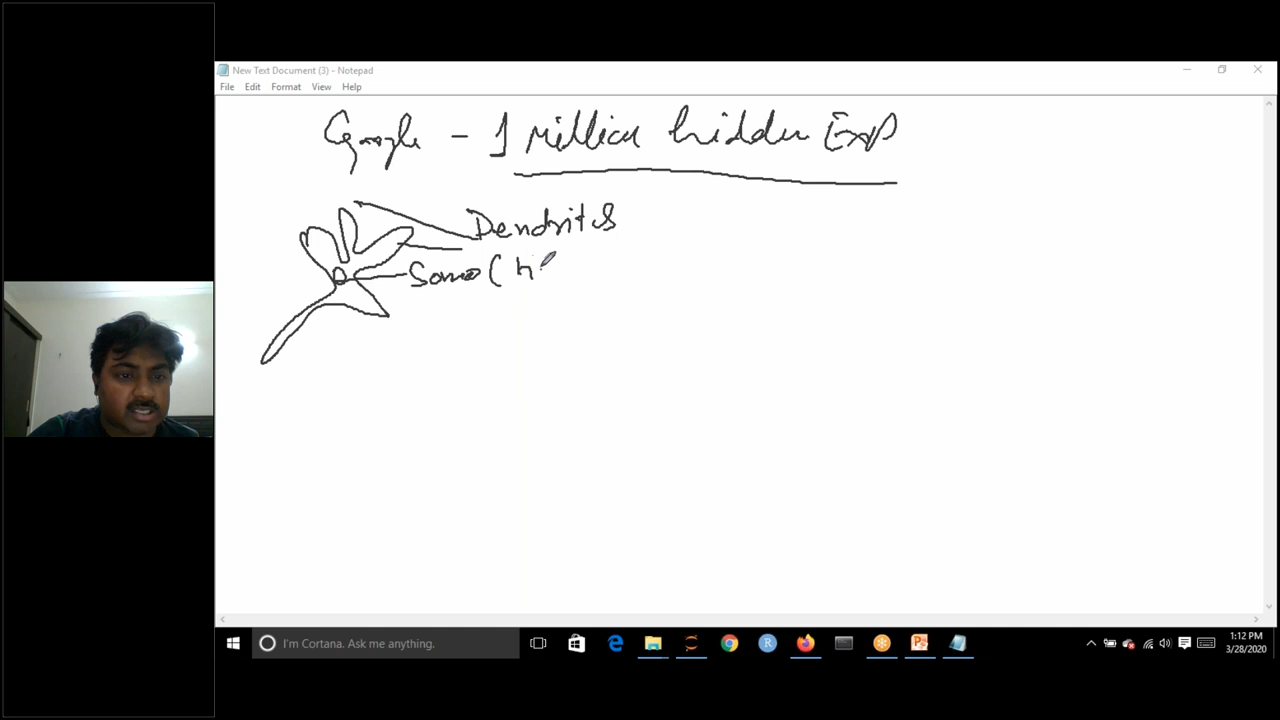 New Text Document (3) - Notepad
File Edit Format View Help
Google - 1 Million hidden Exp
Dendrites
Soma ( hi
I'm Cortana. Ask me anything.
1:12 PM
3/28/2020